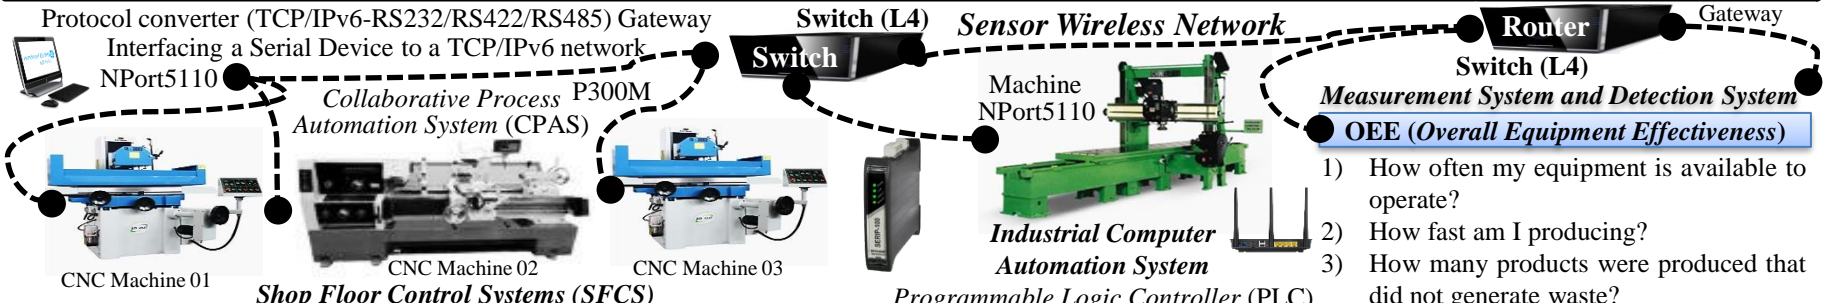 Protocol converter (TCP/IPv6-RS232/RS422/RS485) Gateway
Interfacing a Serial Device to a TCP/IPv6 network
NPort5110
Collaborative Process
Automation System (CPAS)
P300M
Switch (L4)
Switch
Sensor Wireless Network
Machine
NPort5110
Router
Gateway
Switch (L4)
Measurement System and Detection System
OEE (Overall Equipment Effectiveness)
1) How often my equipment is available to
operate?
2) How fast am I producing?
3) How many products were produced that
did not generate waste?
CNC Machine 01
CNC Machine 02
CNC Machine 03
Shop Floor Control Systems (SFCS)
SERIP-100
Industrial Computer
Automation System
Programmable Logic Controller (PLC)